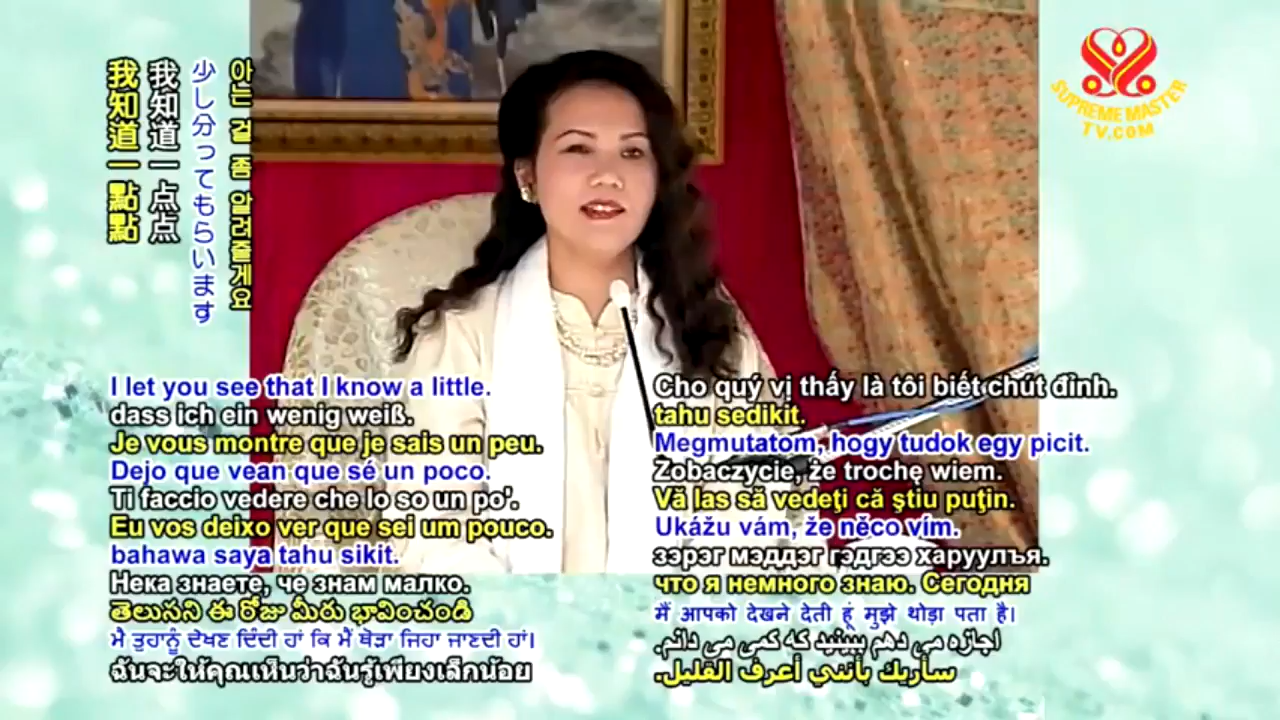 我知道一點點
我知道一点点
少し分ってもらいます
아는 걸 좀 알려줄게요
SUPREME MASTER
TV.COM
I let you see that I know a little.
dass ich ein wenig weiß.
Je vous montre que je sais un peu.
Dejo que vean que sé un poco.
Ti faccio vedere che lo so un po'.
Eu vos deixo ver que sei um pouco.
bahawa saya tahu sikit.
Нека знаете, че знам малко.
తెలుసని ఈ రోజు మీరు భావించండి
ਮੈ ਤੁਹਾਨੂੰ ਦੇਖਣ ਦਿੰਦੀ ਹਾਂ ਕਿ ਮੈਂ ਥੋੜਾ ਜਿਹਾ ਜਾਣਦੀ ਹਾਂ।
ฉันจะให้คุณเห็นว่าฉันรู้เพียงเล็กน้อย
Cho quý vị thấy là tôi biết chút đỉnh.
tahu sedikit.
Megmutatom, hogy tudok egy picit.
Zobaczycie, że trochę wiem.
Vă las să vedeţi că ştiu puţin.
Ukážu vám, že něco vím.
зэрэг мэддэг гэдгээ харуулъя.
что я немного знаю. Сегодня
मैं आपको देखने देती हूं मुझे थोड़ा पता है।
اجازه می دهم ببینید که کمی می دانم.
سأريك بأنني أعرف القليل.